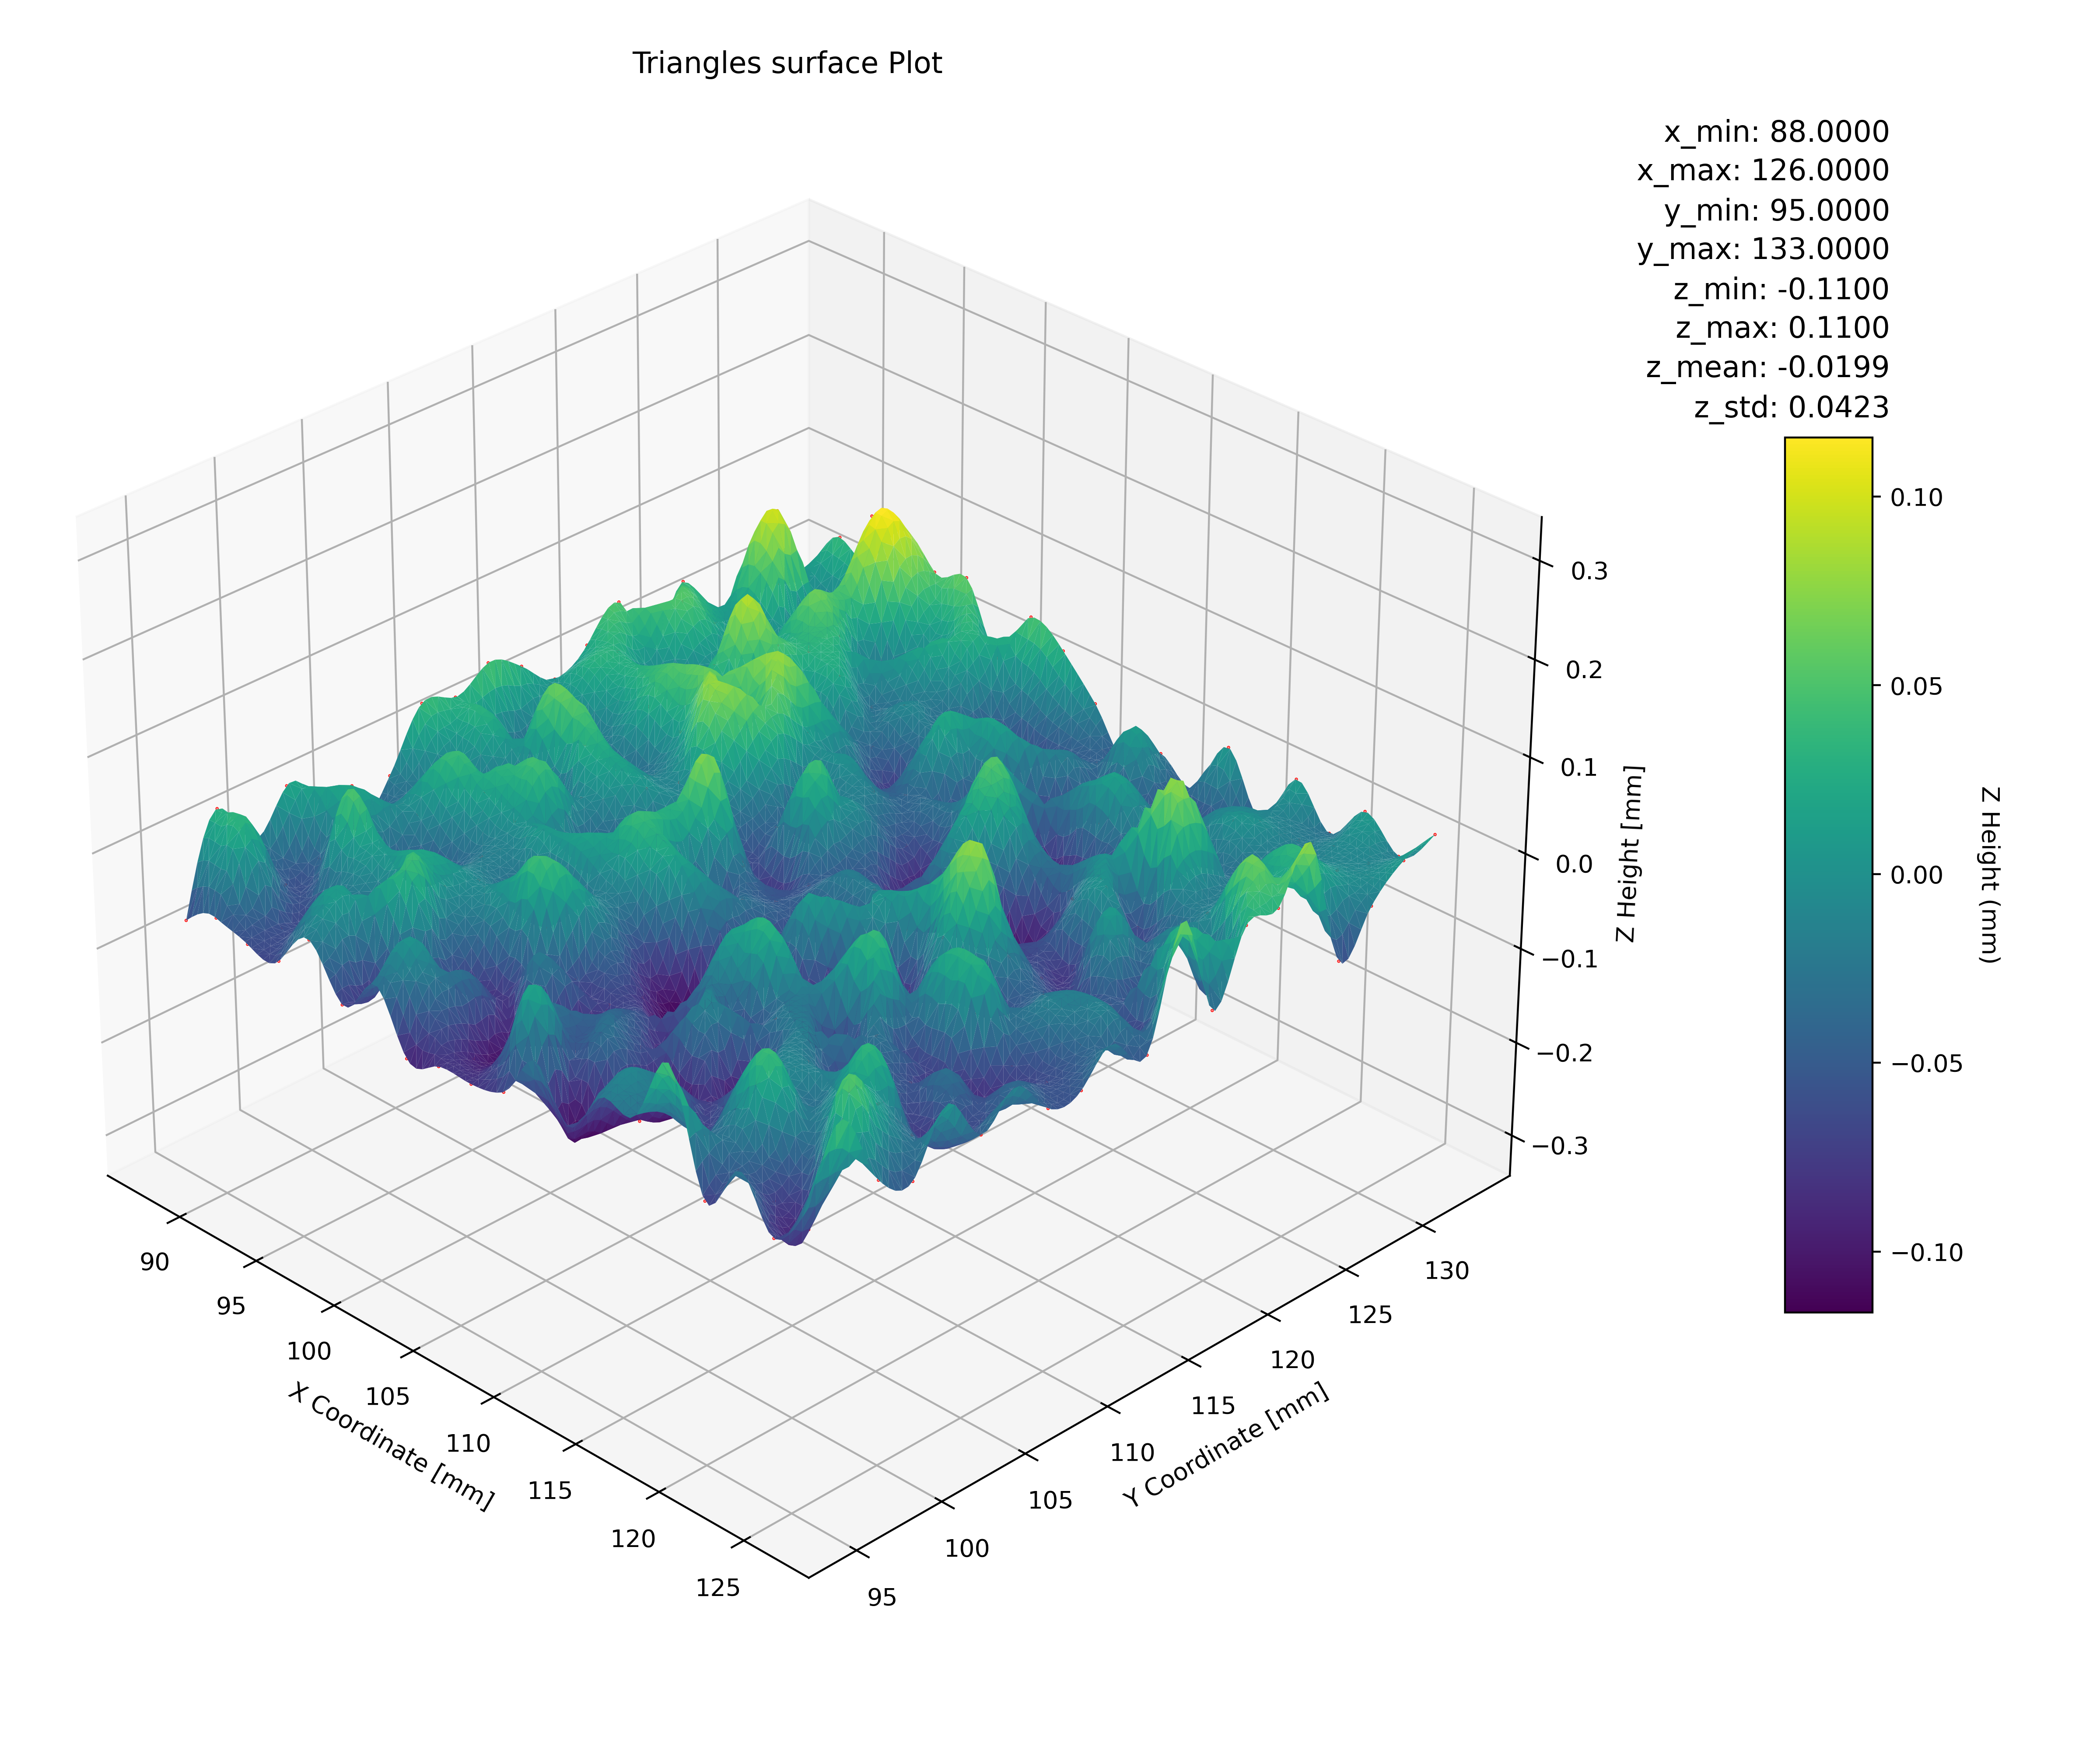 Triangles surface Plot
x_min: 88.0000
x_max: 126.0000
y_min: 95.0000
y_max: 133.0000
z_min: -0.1100
z_max: 0.1100
z_mean: -0.0199
z_std: 0.0423
0.10
0.05
0.00
−0.05
−0.10
Z Height (mm)
0.3
0.2
0.1
0.0
−0.1
−0.2
−0.3
Z Height [mm]
90
95
100
105
110
115
120
125
X Coordinate [mm]
95
100
105
110
115
120
125
130
Y Coordinate [mm]